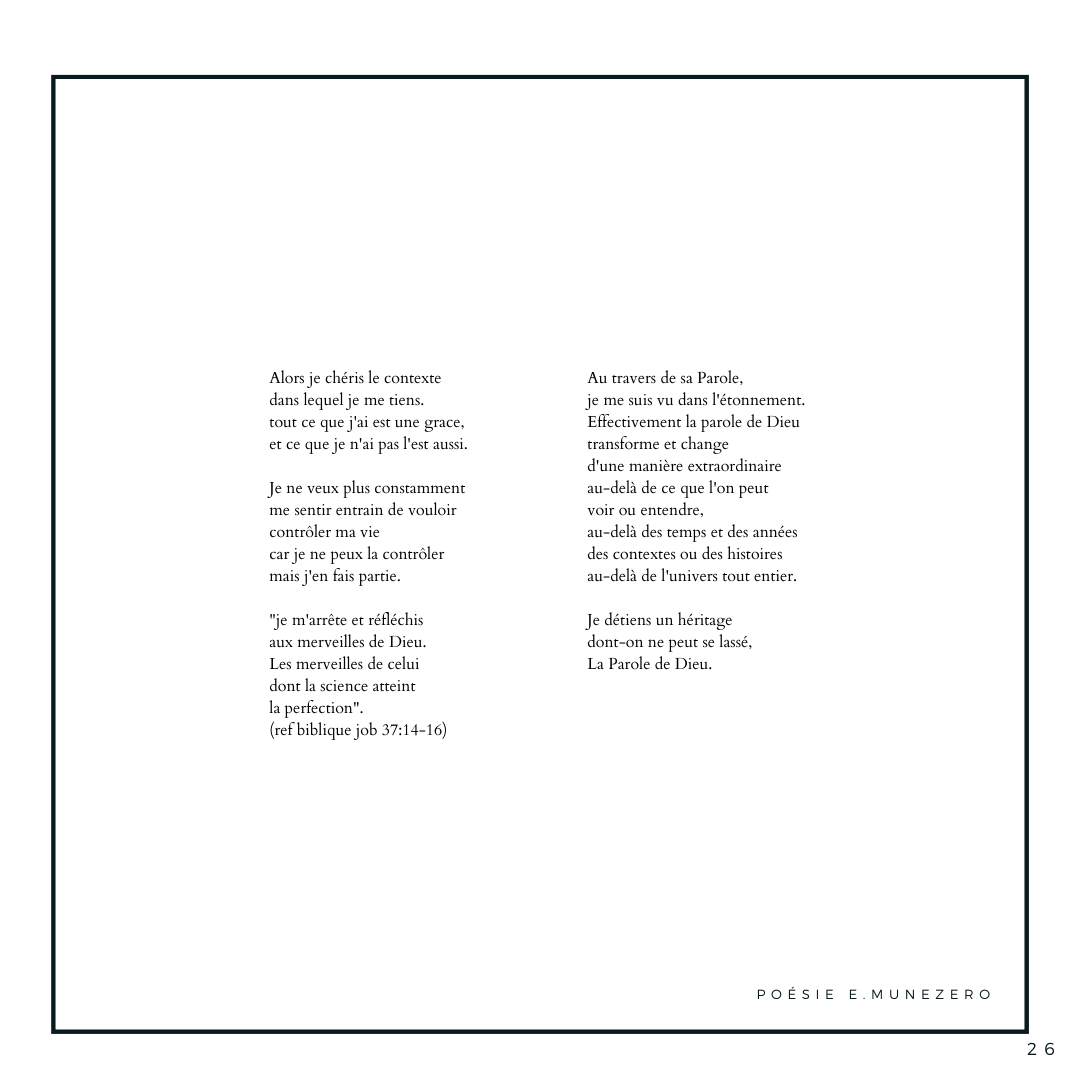 Alors je chéris le contexte
dans lequel je me tiens.
tout ce que j'ai est une grace,
et ce que je n'ai pas l'est aussi.

Je ne veux plus constamment
me sentir entrain de vouloir
contrôler ma vie
car je ne peux la contrôler
mais j'en fais partie.

"je m'arrête et réfléchis
aux merveilles de Dieu.
Les merveilles de celui
dont la science atteint
la perfection".
(ref biblique job 37:14-16)

Au travers de sa Parole,
je me suis vu dans l'étonnement.
Effectivement la parole de Dieu
transforme et change
d'une manière extraordinaire
au-delà de ce que l'on peut
voir ou entendre,
au-delà des temps et des années
des contextes ou des histoires
au-delà de l'univers tout entier.

Je détiens un héritage
dont-on ne peut se lassé,
La Parole de Dieu.

POÉSIE E.MUNEZERO
26